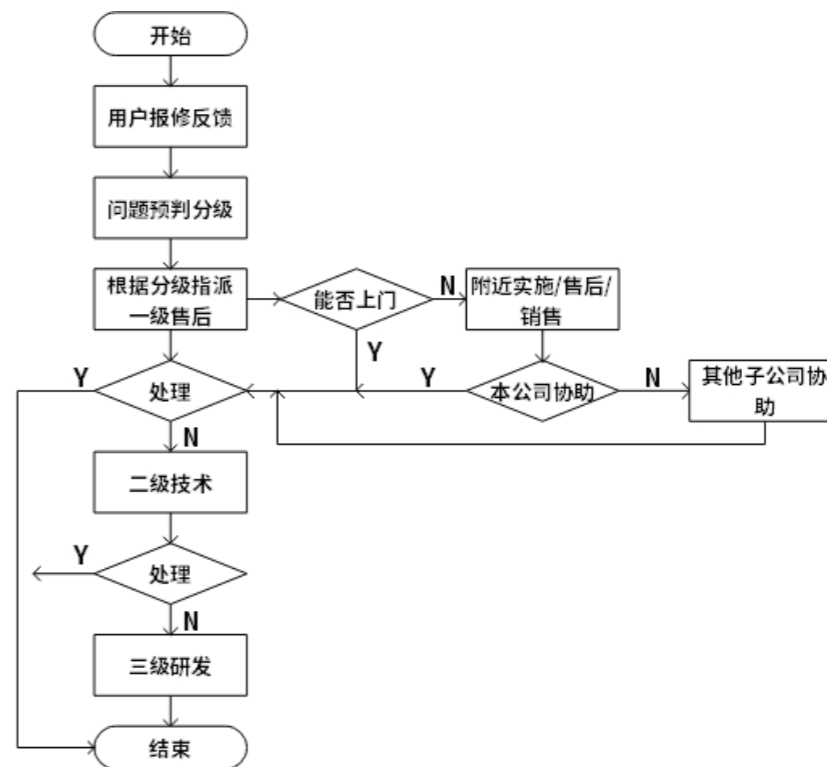 开始
用户报修反馈
问题预判分级
根据分级指派
一级售后
能否上门
N
附近实施/售后/
销售
Y
Y
处理
Y
本公司协助
N
其他子公司协
助
N
二级技术
Y
处理
N
三级研发
结束